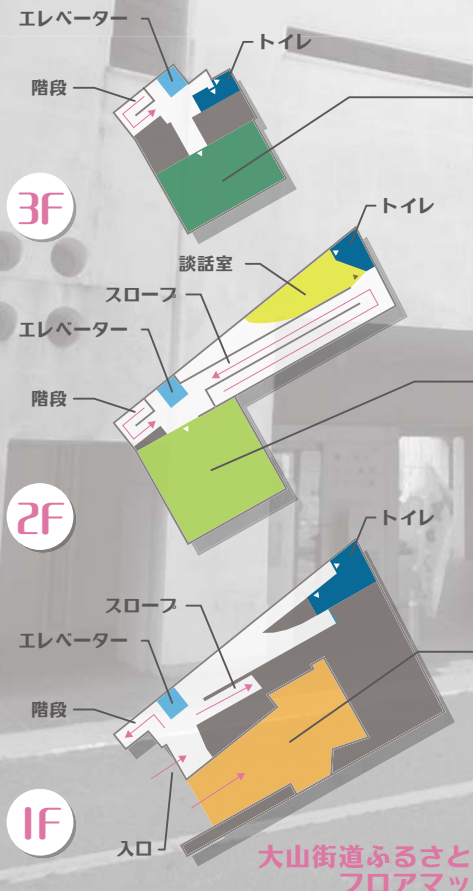 エレベーター
トイレ
階段
3F
トイレ
談話室
スロープ
エレベーター
階段
2F
トイレ
スロープ
エレベーター
階段
1F
入口
大山街道ふるさと
フロアマッ